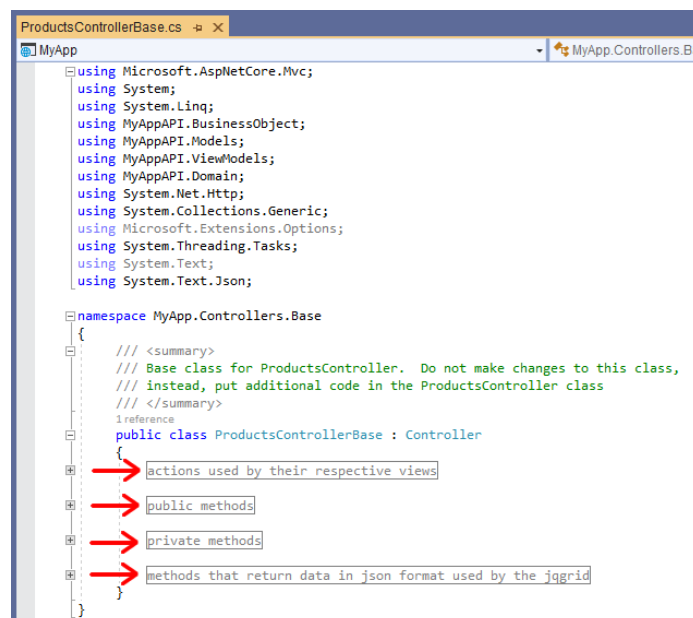 ProductsControllerBase.cs
MyApp
MyApp.Controllers.B
using Microsoft.AspNetCore.Mvc;
using System;
using System.Linq;
using MyAppAPI.BusinessObject;
using MyAppAPI.Models;
using MyAppAPI.ViewModels;
using MyAppAPI.Domain;
using System.Net.Http;
using System.Collections.Generic;
using Microsoft.Extensions.Options;
using System.Threading.Tasks;
using System.Text;
using System.Text.Json;
namespace MyApp.Controllers.Base
{
/// <summary>
/// Base class for ProductsController.  Do not make changes to this class,
/// instead, put additional code in the ProductsController class
/// </summary>
1 reference
public class ProductsControllerBase : Controller
{
actions used by their respective views
public methods
private methods
methods that return data in json format used by the jqgrid
}
}